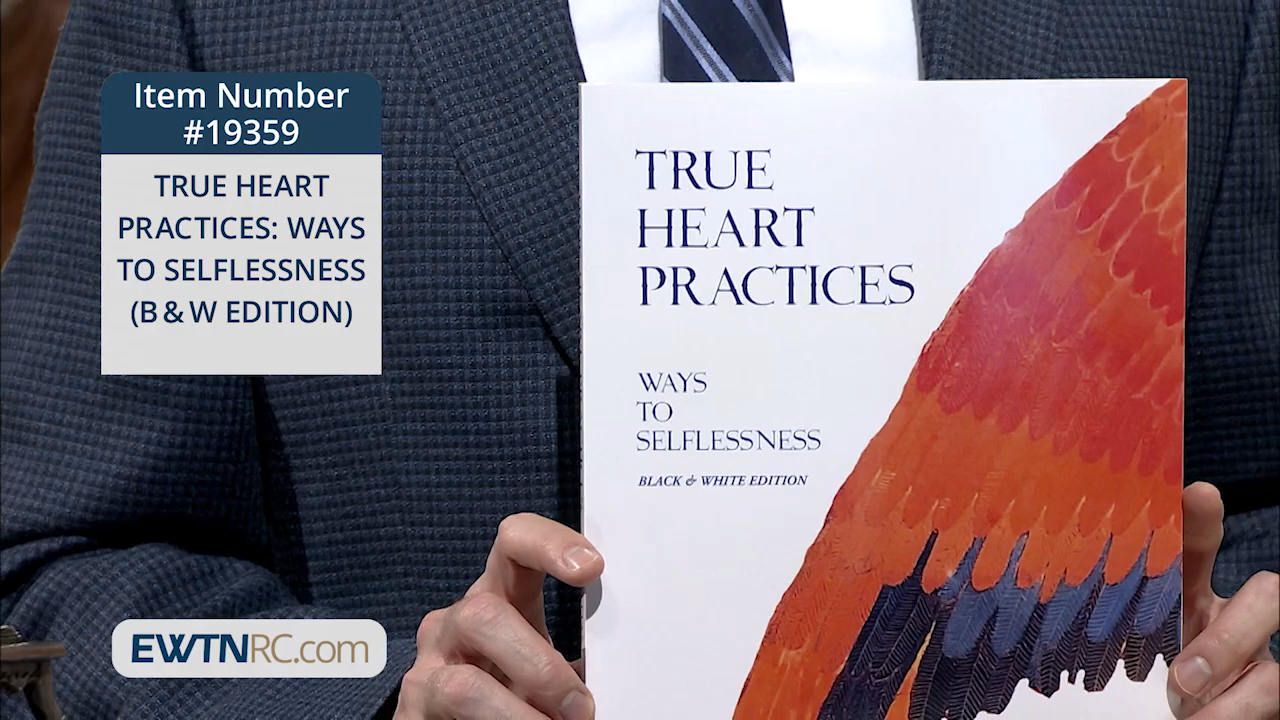 Item Number
#19359
TRUE HEART
PRACTICES: WAYS
TO SELFLESSNESS
(B & W EDITION)
EWTNRC.com
TRUE
HEART
PRACTICES
WAYS
TO
SELFLESSNESS
BLACK & WHITE EDITION